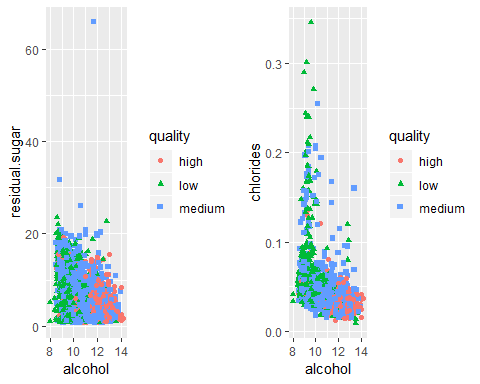 residual.sugar
60
40
20
0
8 10 12 14
alcohol
quality
high
low
medium
chlorides
0.3
0.2
0.1
0.0
8 10 12 14
alcohol
quality
high
low
medium